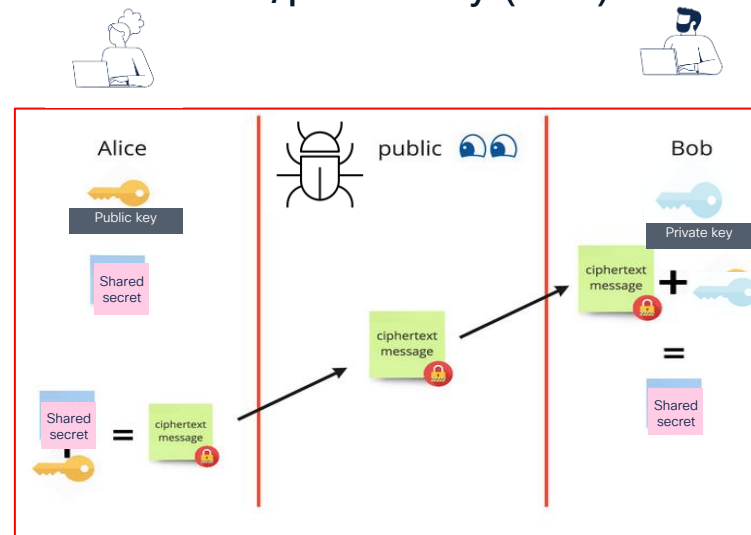 Alice
public
Bob
Public key
Private key
Shared
secret
ciphertext
message
ciphertext
message
Shared
secret
ciphertext
message
Shared
secret